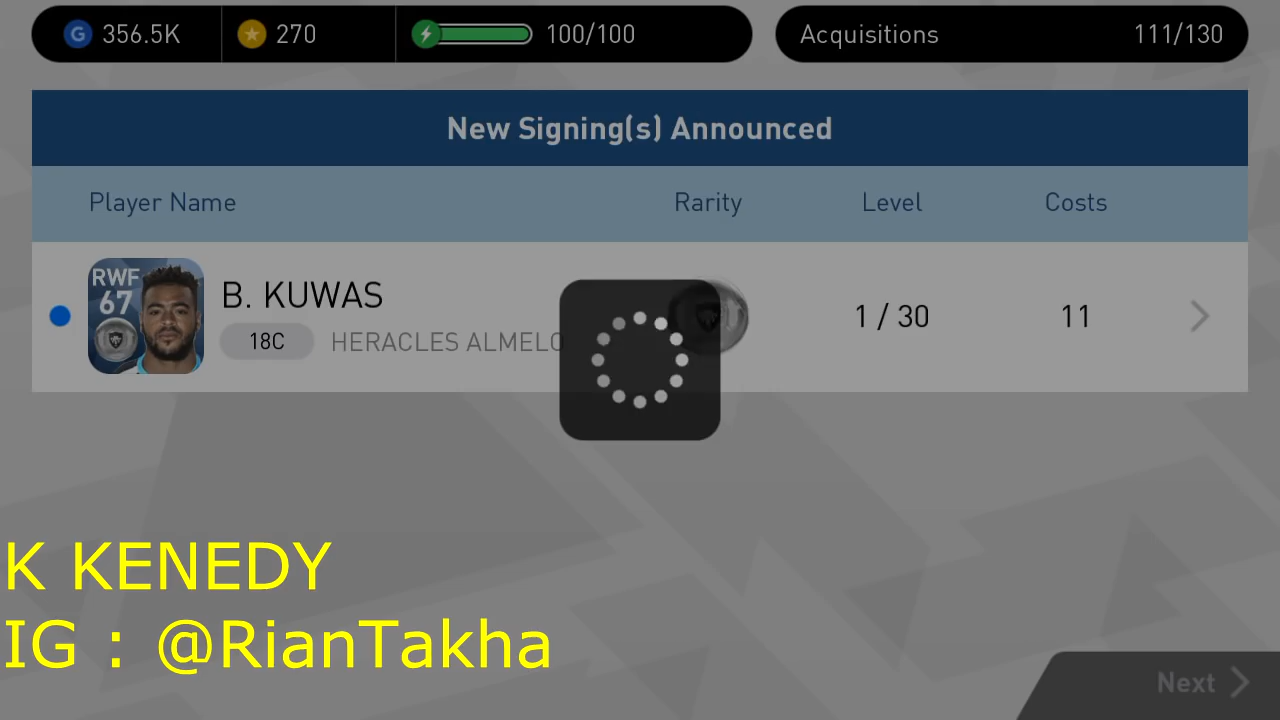 356.5K 270 100/100 Acquisitions 111/130
New Signing(s) Announced
Player Name Rarity Level Costs
RWF
67
B. KUWAS 1 / 30 11
18C HERACLES ALMELO
K KENEDY
IG : @RianTakha
Next